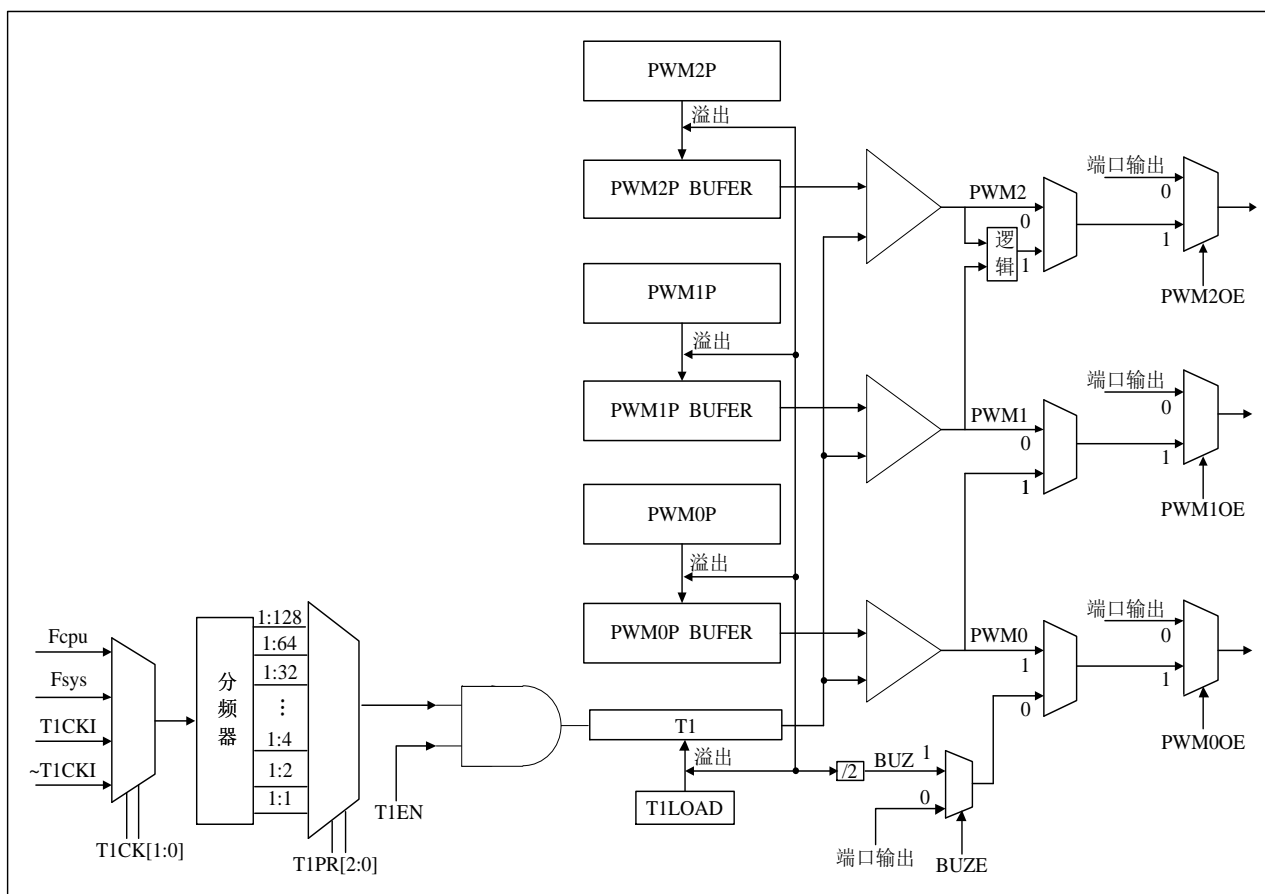 PWM2P
溢出
PWM2P BUFER
PWM2
0
逻
辑
1
端口输出
0
1
PWM2OE
PWM1P
溢出
PWM1P BUFER
PWM1
0
1
端口输出
0
1
PWM1OE
PWM0P
溢出
PWM0P BUFER
PWM0
1
0
端口输出
0
1
PWM0OE
Fcpu
Fsys
T1CKI
~T1CKI
T1CK[1:0]
分
频
器
1:128
1:64
1:32
⋮
1:4
1:2
1:1
T1PR[2:0]
T1EN
T1
溢出
T1LOAD
/2
BUZ
1
0
端口输出
BUZE